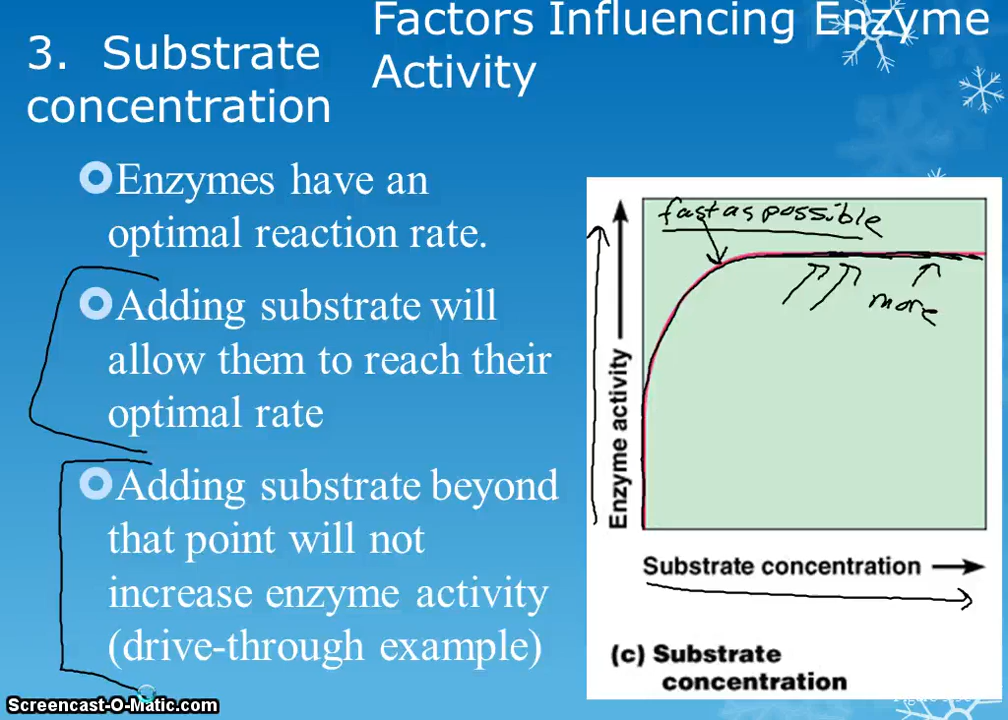 Factors Influencing Enzyme
Activity
3. Substrate
concentration
Enzymes have an
optimal reaction rate.
Adding substrate will
allow them to reach their
optimal rate
Adding substrate beyond
that point will not
increase enzyme activity
(drive-through example)
fast as possible
more
Enzyme activity
Substrate concentration
(c) Substrate
concentration
Screencast-O-Matic.com